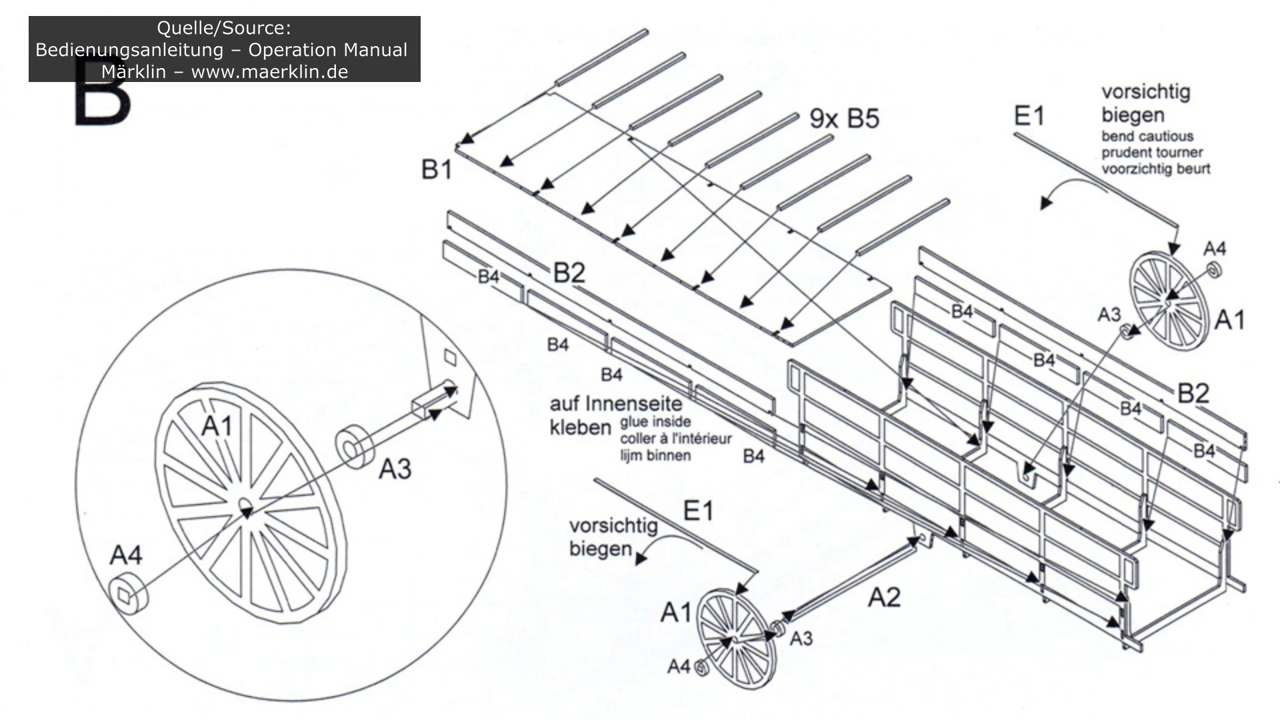 Quelle/Source:
Bedienungsanleitung – Operation Manual
Märklin – www.maerklin.de
B
9x B5
B1
E1
vorsichtig
biegen
bend cautious
prudent tourner
voorzichtig beurt
A4
A3
A1
B2
B4
B4
B4
B4
B2
B4
B4
B4
B4
auf Innenseite
kleben
glue inside
coller à l'intérieur
lijm binnen
E1
vorsichtig
biegen
A2
A1
A3
A4
A1
A3
A4